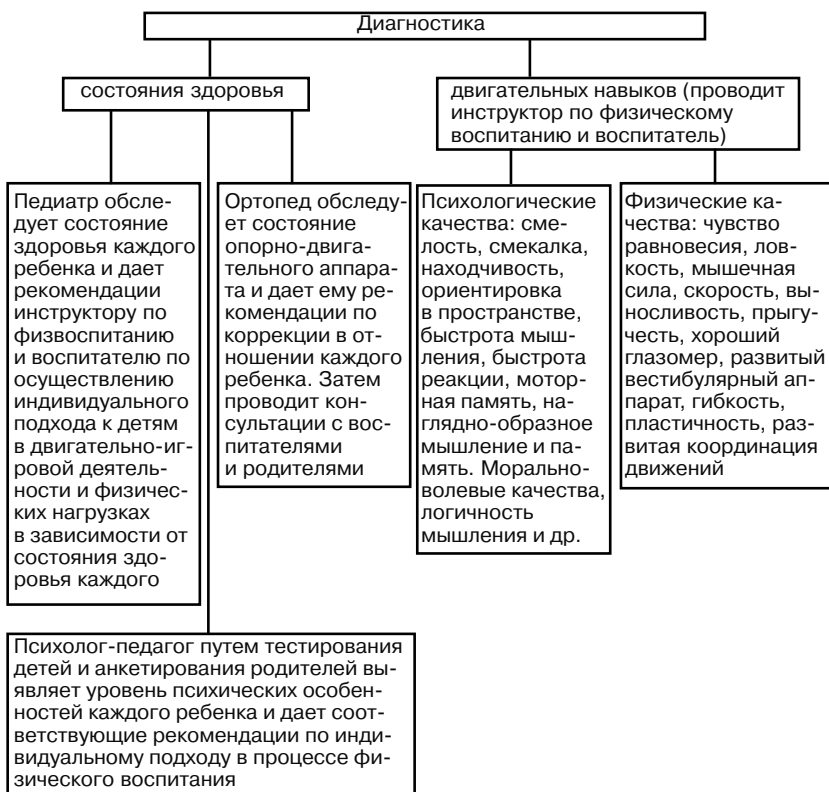 Диагностика
состояния здоровья
двигательных навыков (проводит
инструктор по физическому
воспитанию и воспитатель)
Педиатр обсле-
дует состояние
здоровья каждого
ребенка и дает
рекомендации
инструктору по
физвоспитанию
и воспитателю по
осуществлению
индивидуального
подхода к детям
в двигательно-иг-
ровой деятель-
ности и физичес-
ких нагрузках
в зависимости от
состояния здо-
ровья каждого
Ортопед обследу-
ет состояние
опорно-двига-
тельного аппара-
та и дает ему ре-
комендации по
коррекции в от-
ношении каждого
ребенка. Затем
проводит кон-
сультации с вос-
питателями
и родителями
Психологические
качества: сме-
лость, смекалка,
находчивость,
ориентировка
в пространстве,
быстрота мыш-
ления, быстрота
реакции, мотор-
ная память, на-
глядно-образное
мышление и па-
мять. Морально-
волевые качества,
логичность
мышления и др.
Физические ка-
чества: чувство
равновесия, лов-
кость, мышечная
сила, скорость, вы-
носливость, прыгу-
честь, хороший
глазомер, развитый
вестибулярный ап-
парат, гибкость,
пластичность, раз-
витая координация
движений
Психолог-педагог путем тестирования
детей и анкетирования родителей вы-
являет уровень психических особен-
ностей каждого ребенка и дает соот-
ветствующие рекомендации по инди-
видуальному подходу в процессе фи-
зического воспитания